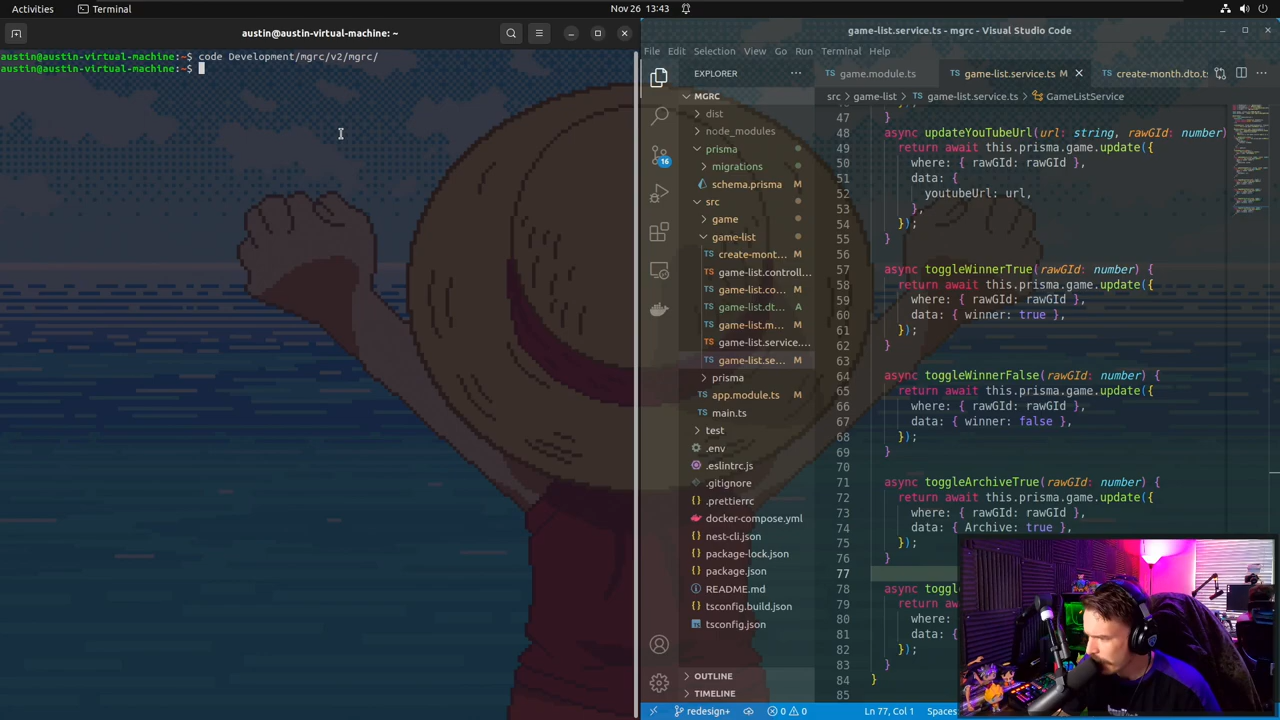 Activities
Terminal
Nov 26 13:43
austin@austin-virtual-machine: ~
austin@austin-virtual-machine:~$ code Development/mgrc/v2/mgrc/
austin@austin-virtual-machine:~$
game-list.service.ts - mgrc - Visual Studio Code
File Edit Selection View Go Run Terminal Help
EXPLORER
game.module.ts
game-list.service.ts M
create-month.dto.ts
MGRC
src > game-list > game-list.service.ts > GameListService
dist
node_modules
prisma
migrations
schema.prisma M
src
game
game-list
TS create-mont... M
TS game-list.controll...
TS game-list.co... M
TS game-list.dt... A
TS game-list.m... M
TS game-list.service....
TS game-list.se... M
prisma
TS app.module.ts M
TS main.ts
test
.env
.eslintrc.js
.gitignore
.prettierrc
docker-compose.yml
nest-cli.json
package-lock.json
package.json
README.md
tsconfig.build.json
tsconfig.json
OUTLINE
TIMELINE
16
47 }
48 async updateYouTubeUrl(url: string, rawGId: number)
49 return await this.prisma.game.update({
50 where: { rawGId: rawGId },
51 data: {
52 youtubeUrl: url,
53 },
54 });
55 }
56
57 async toggleWinnerTrue(rawGId: number) {
58 return await this.prisma.game.update({
59 where: { rawGId: rawGId },
60 data: { winner: true },
61 });
62 }
63
64 async toggleWinnerFalse(rawGId: number) {
65 return await this.prisma.game.update({
66 where: { rawGId: rawGId },
67 data: { winner: false },
68 });
69 }
70
71 async toggleArchiveTrue(rawGId: number) {
72 return await this.prisma.game.update({
73 where: { rawGId: rawGId },
74 data: { Archive: true },
75 });
76 }
77
78 async togg
79 return aw
80 where:
81 data: {
82 });
83 }
84 }
85
redesign+
0 0
Ln 77, Col 1
Spaces